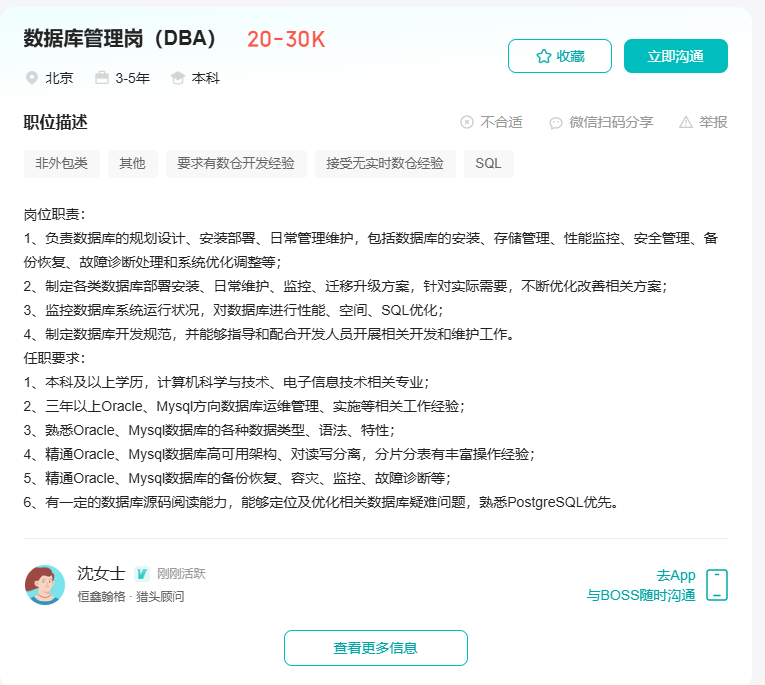 数据库管理岗（DBA） 20-30K
收藏
立即沟通
北京 3-5年 本科
职位描述
不合适 微信扫码分享 举报
非外包类 其他 要求有数仓开发经验 接受无实时数仓经验 SQL
岗位职责：
1、负责数据库的规划设计、安装部署、日常管理维护，包括数据库的安装、存储管理、性能监控、安全管理、备
份恢复、故障诊断处理和系统优化调整等；
2、制定各类数据库部署安装、日常维护、监控、迁移升级方案，针对实际需要，不断优化改善相关方案；
3、监控数据库系统运行状况，对数据库进行性能、空间、SQL优化；
4、制定数据库开发规范，并能够指导和配合开发人员开展相关开发和维护工作。
任职要求：
1、本科及以上学历，计算机科学与技术、电子信息技术相关专业；
2、三年以上Oracle、Mysql方向数据库运维管理、实施等相关工作经验；
3、熟悉Oracle、Mysql数据库的各种数据类型、语法、特性；
4、精通Oracle、Mysql数据库高可用架构、对读写分离，分片分表有丰富操作经验；
5、精通Oracle、Mysql数据库的备份恢复、容灾、监控、故障诊断等；
6、有一定的数据库源码阅读能力，能够定位及优化相关数据库疑难问题，熟悉PostgreSQL优先。
沈女士 刚刚活跃
恒鑫翰格 · 猎头顾问
去App
与BOSS随时沟通
查看更多信息